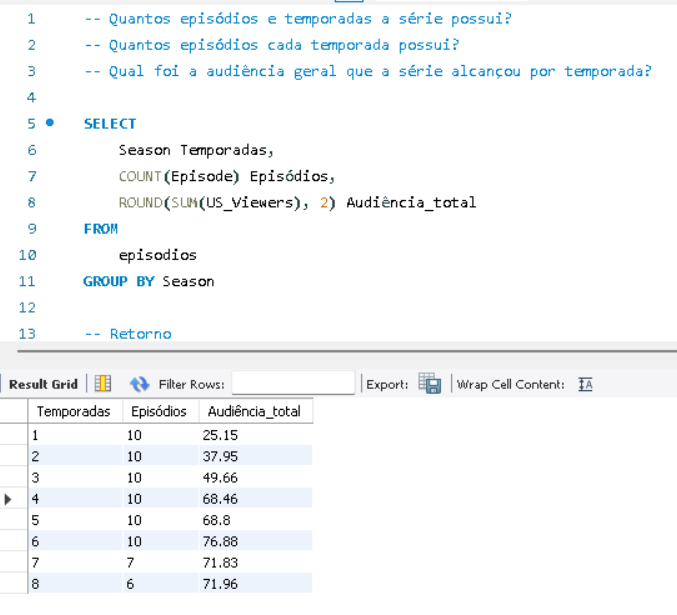 1 -- Quantos episódios e temporadas a série possui?
2 -- Quantos episódios cada temporada possui?
3 -- Qual foi a audiência geral que a série alcançou por temporada?
4
5 SELECT
6 Season Temporadas,
7 COUNT(Episode) Episódios,
8 ROUND(SUM(US_Viewers), 2) Audiência_total
9 FROM
10 episodios
11 GROUP BY Season
12
13 -- Retorno
Result Grid Filter Rows: Export: Wrap Cell Content: IA
Temporadas Episódios Audiência_total
1 10 25.15
2 10 37.95
3 10 49.66
4 10 68.46
5 10 68.8
6 10 76.88
7 7 71.83
8 6 71.96